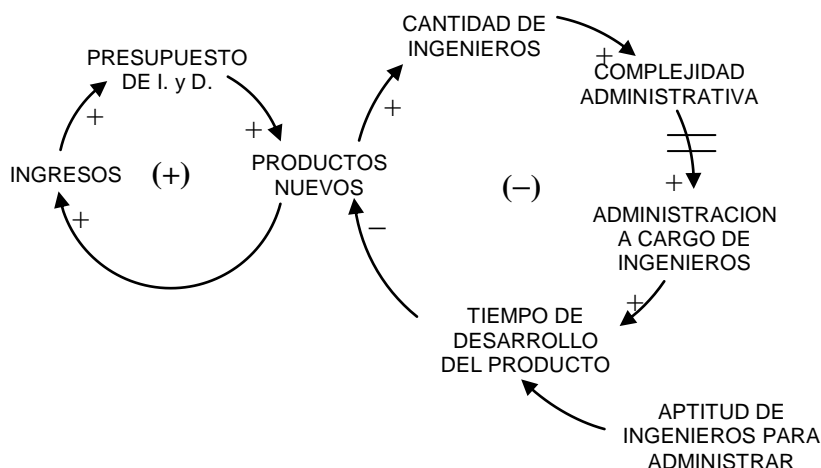 PRESUPUESTO
DE I. y D.
+
+
INGRESOS
(+)
PRODUCTOS
NUEVOS
+
CANTIDAD DE
INGENIEROS
+
+
COMPLEJIDAD
ADMINISTRATIVA
(−)
+
ADMINISTRACION
A CARGO DE
INGENIEROS
+
−
TIEMPO DE
DESARROLLO
DEL PRODUCTO
APTITUD DE
INGENIEROS PARA
ADMINISTRAR